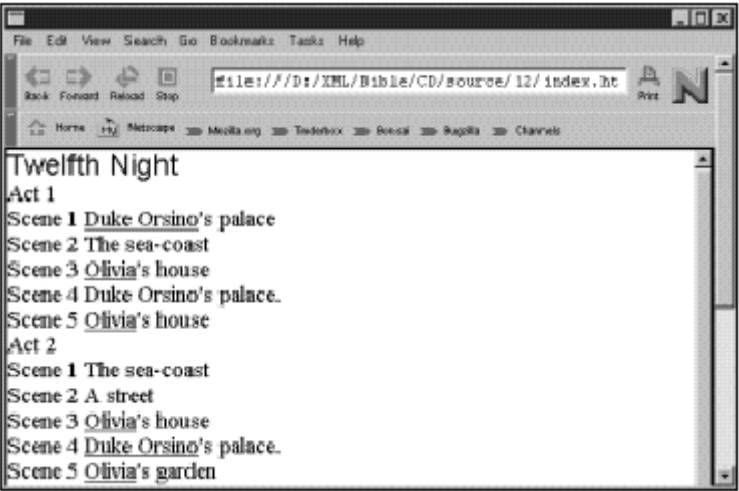 File Edit View Search Go Bookmarks Tasks Help
file:///D:/XML/Bible/CD/source/12/index.ht
Back Forward Reload Stop Print N
Home My Netscape Mozilla.org Tinderbox Bonsai Bugzilla Channels
Twelfth Night
Act 1
Scene 1 Duke Orsino's palace
Scene 2 The sea-coast
Scene 3 Olivia's house
Scene 4 Duke Orsino's palace.
Scene 5 Olivia's house
Act 2
Scene 1 The sea-coast
Scene 2 A street
Scene 3 Olivia's house
Scene 4 Duke Orsino's palace.
Scene 5 Olivia's garden